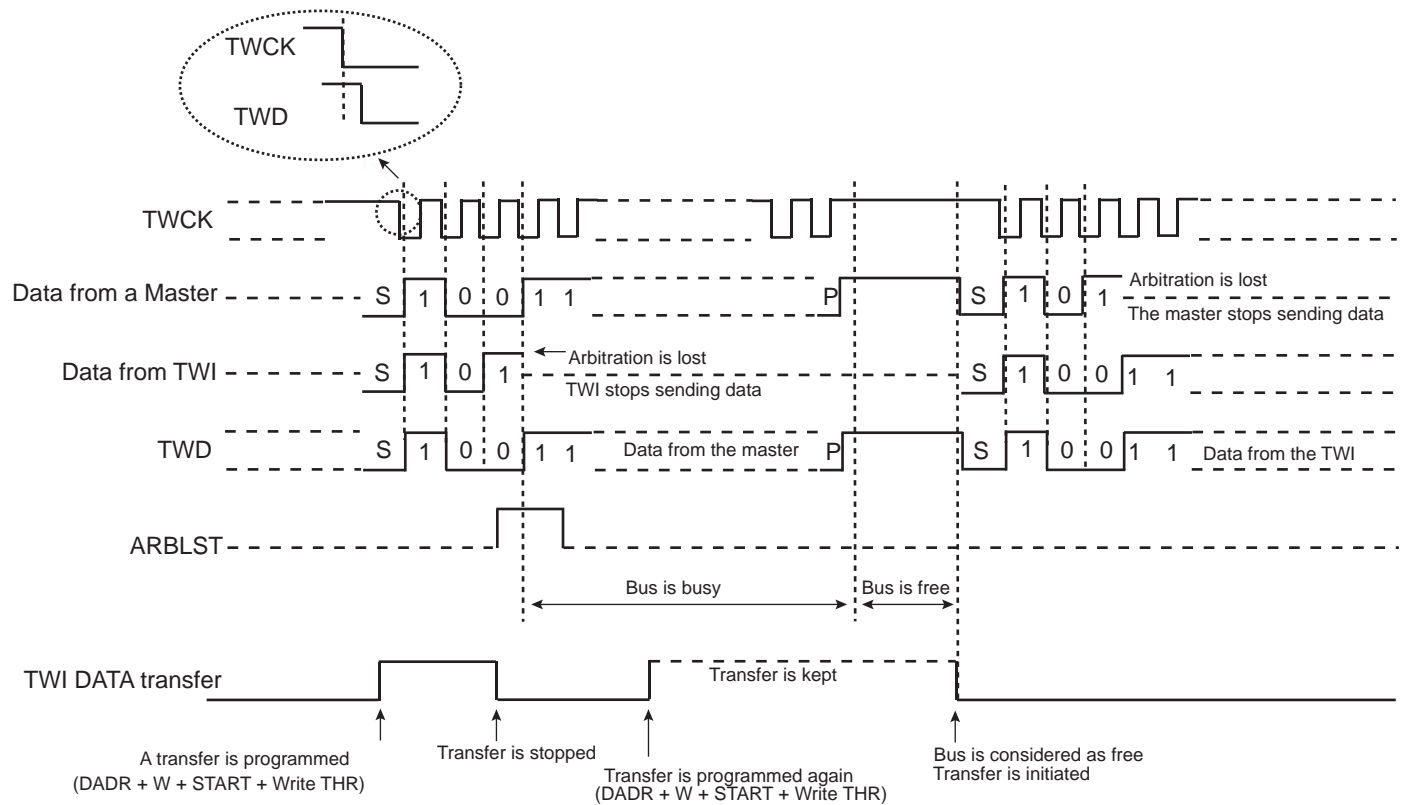 TWCK
TWD
TWCK
Data from a Master
S 1 0 0 1 1
P
S 1 0 1
Arbitration is lost
The master stops sending data
Data from TWI
S 1 0 1
Arbitration is lost
TWI stops sending data
S 1 0 0 1 1
TWD
S 1 0 0 1 1
Data from the master
P
S 1 0 0 1 1
Data from the TWI
ARBLST
Bus is busy
Bus is free
TWI DATA transfer
Transfer is kept
A transfer is programmed
(DADR + W + START + Write THR)
Transfer is stopped
Transfer is programmed again
(DADR + W + START + Write THR)
Bus is considered as free
Transfer is initiated